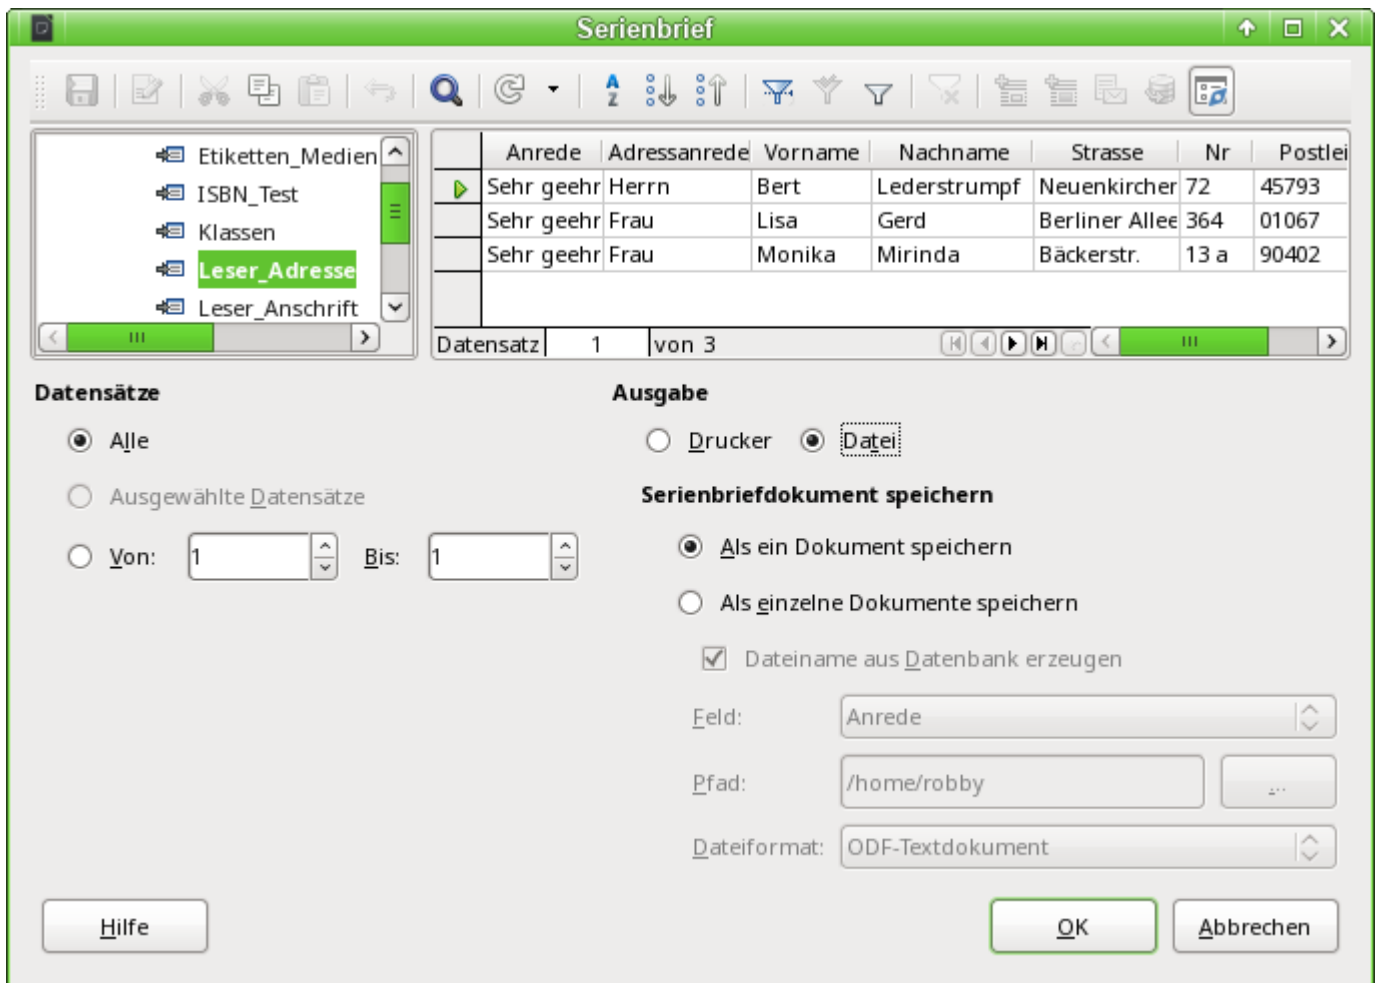 Serienbrief
Etiketten_Medien
ISBN_Test
Klassen
Leser_Adresse
Leser_Anschrift
Anrede Adressanrede Vorname Nachname Strasse Nr Postlei
Sehr geehr Herrn Bert Lederstrumpf Neuenkircher 72 45793
Sehr geehr Frau Lisa Gerd Berliner Allee 364 01067
Sehr geehr Frau Monika Mirinda Bäckerstr. 13 a 90402
Datensatz 1 von 3
Datensätze
Alle
Ausgewählte Datensätze
Von: 1 Bis: 1
Ausgabe
Drucker Datei
Serienbriefdokument speichern
Als ein Dokument speichern
Als einzelne Dokumente speichern
Dateiname aus Datenbank erzeugen
Feld: Anrede
Pfad: /home/robby ...
Dateiformat: ODF-Textdokument
Hilfe OK Abbrechen